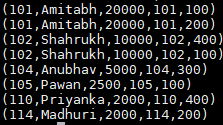 (101,Amitabh,20000,101,100)
(101,Amitabh,20000,101,200)
(102,Shahrukh,10000,102,400)
(102,Shahrukh,10000,102,100)
(104,Anubhav,5000,104,300)
(105,Pawan,2500,105,100)
(110,Priyanka,2000,110,400)
(114,Madhuri,2000,114,200)